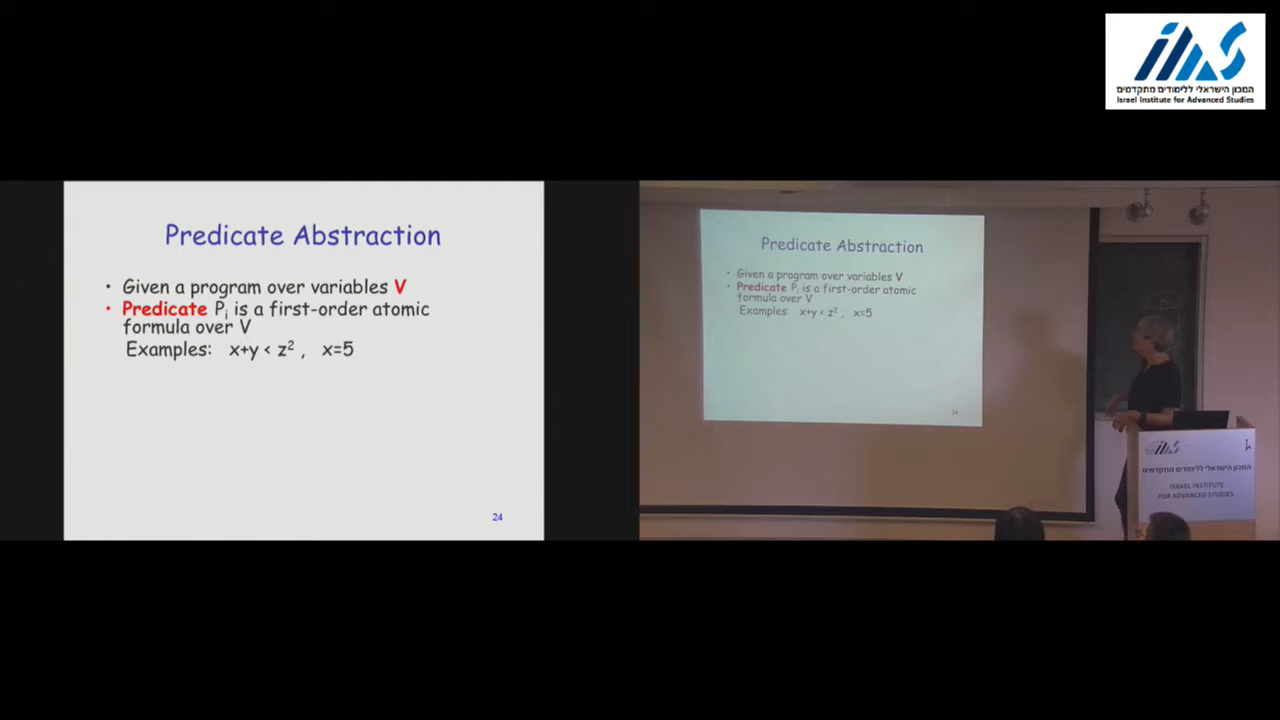 המכון הישראלי ללימודים מתקדמים
Israel Institute for Advanced Studies
Predicate Abstraction
• Given a program over variables V
• Predicate Pi is a first-order atomic
formula over V
Examples: x+y < z², x=5
24
Predicate Abstraction
• Given a program over variables V
• Predicate Pi is a first-order atomic
formula over V
Examples: x+y < z², x=5
24
המכון הישראלי ללימודים מתקדמים
ISRAEL INSTITUTE
FOR ADVANCED STUDIES